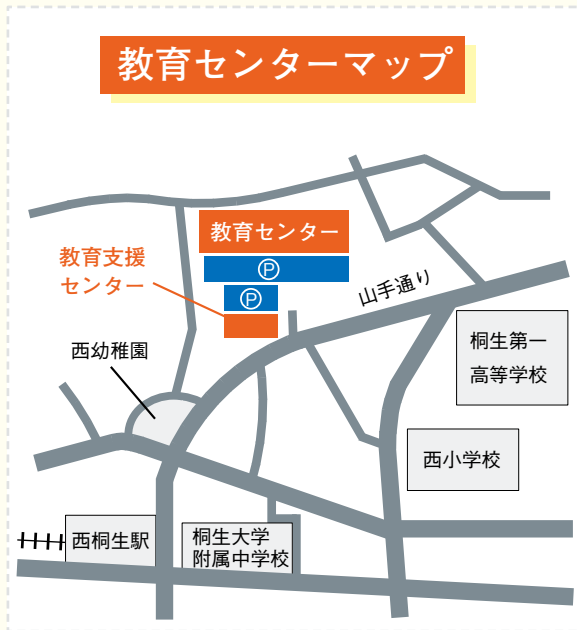 教育センターマップ
教育センター
Ⓟ
教育支援
センター
Ⓟ
山手通り
西幼稚園
桐生第一
高等学校
西小学校
西桐生駅
桐生大学
附属中学校